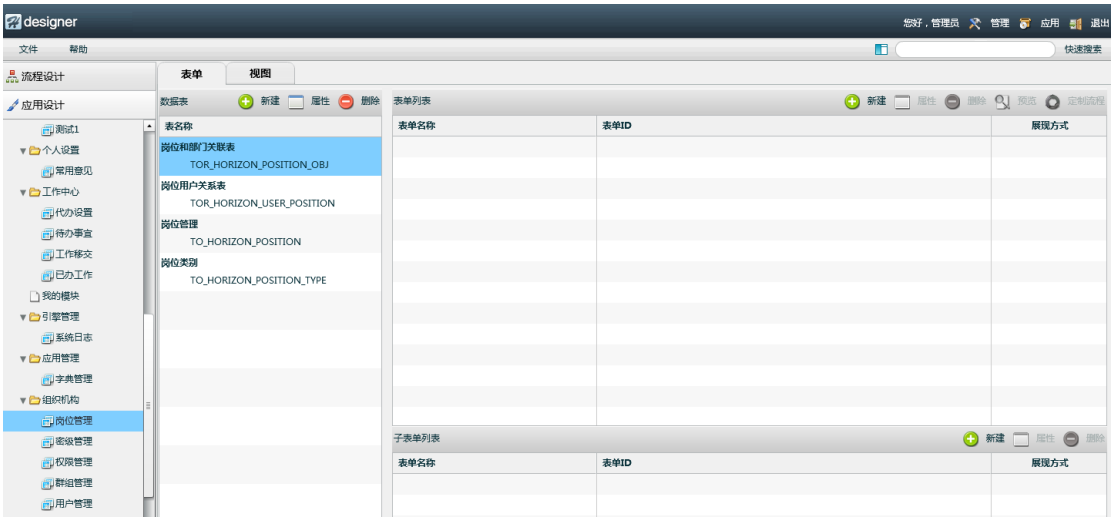 designer
您好，管理员 管理 应用 退出
文件 帮助 快速搜索
流程设计
应用设计
测试1
个人设置
常用意见
工作中心
代办设置
待办事宜
工作移交
已办工作
我的模块
引擎管理
系统日志
应用管理
字典管理
组织机构
岗位管理
密级管理
权限管理
群组管理
用户管理
表单 视图
数据表 新建 属性 删除
表名称
岗位和部门关联表
TOR_HORIZON_POSITION_OBJ
岗位用户关系表
TOR_HORIZON_USER_POSITION
岗位管理
TO_HORIZON_POSITION
岗位类别
TO_HORIZON_POSITION_TYPE
表单列表 新建 属性 删除 预览 定制流程
表单名称 表单ID 展现方式
子表单列表 新建 属性 删除
表单名称 表单ID 展现方式